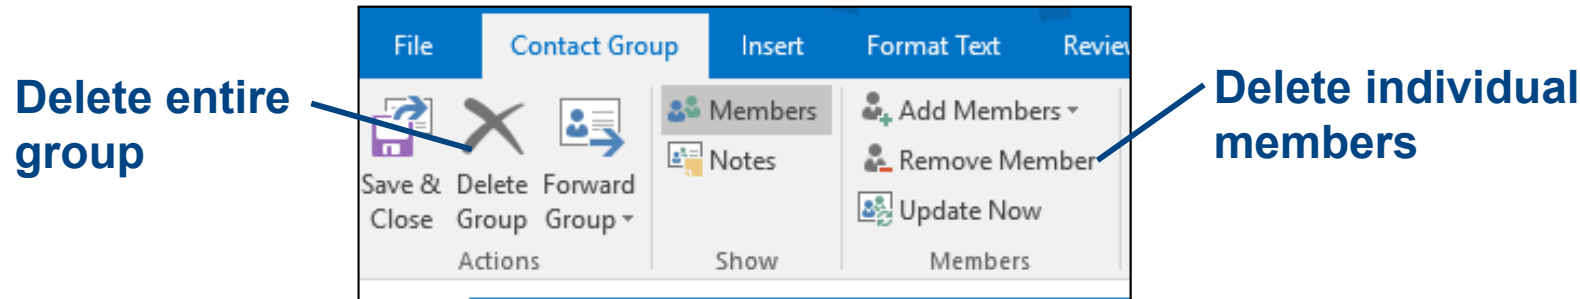 File Contact Group Insert Format Text
Delete entire
group
Delete individual
members
Members
Notes
Add Members
Remove Member
Update Now
Save &
Close
Delete
Group
Forward
Group
Actions
Show
Members